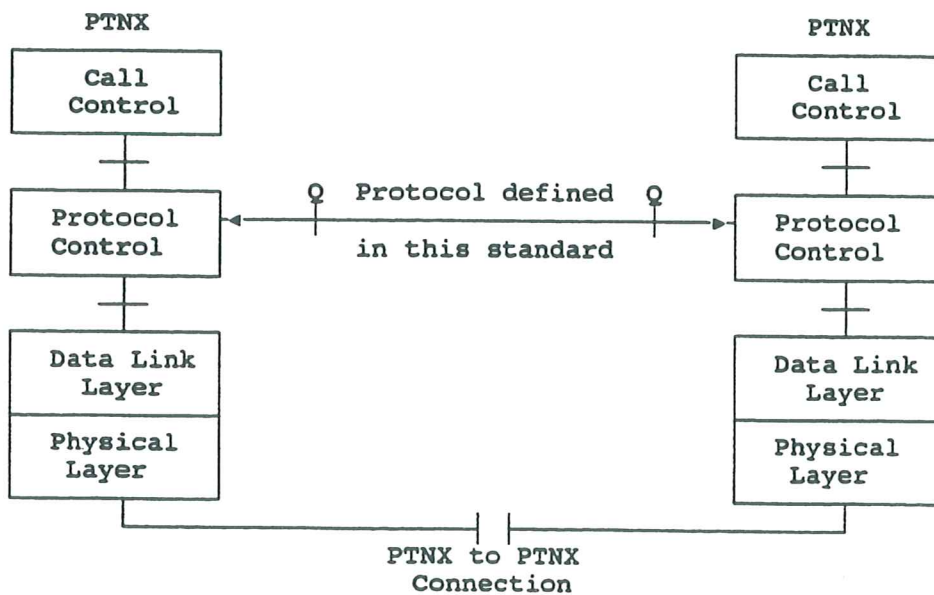 PTNX
Call
Control
Protocol
Control
Data Link
Layer
Physical
Layer
Q Protocol defined Q
in this standard
PTNX
Call
Control
Protocol
Control
Data Link
Layer
Physical
Layer
PTNX to PTNX
Connection